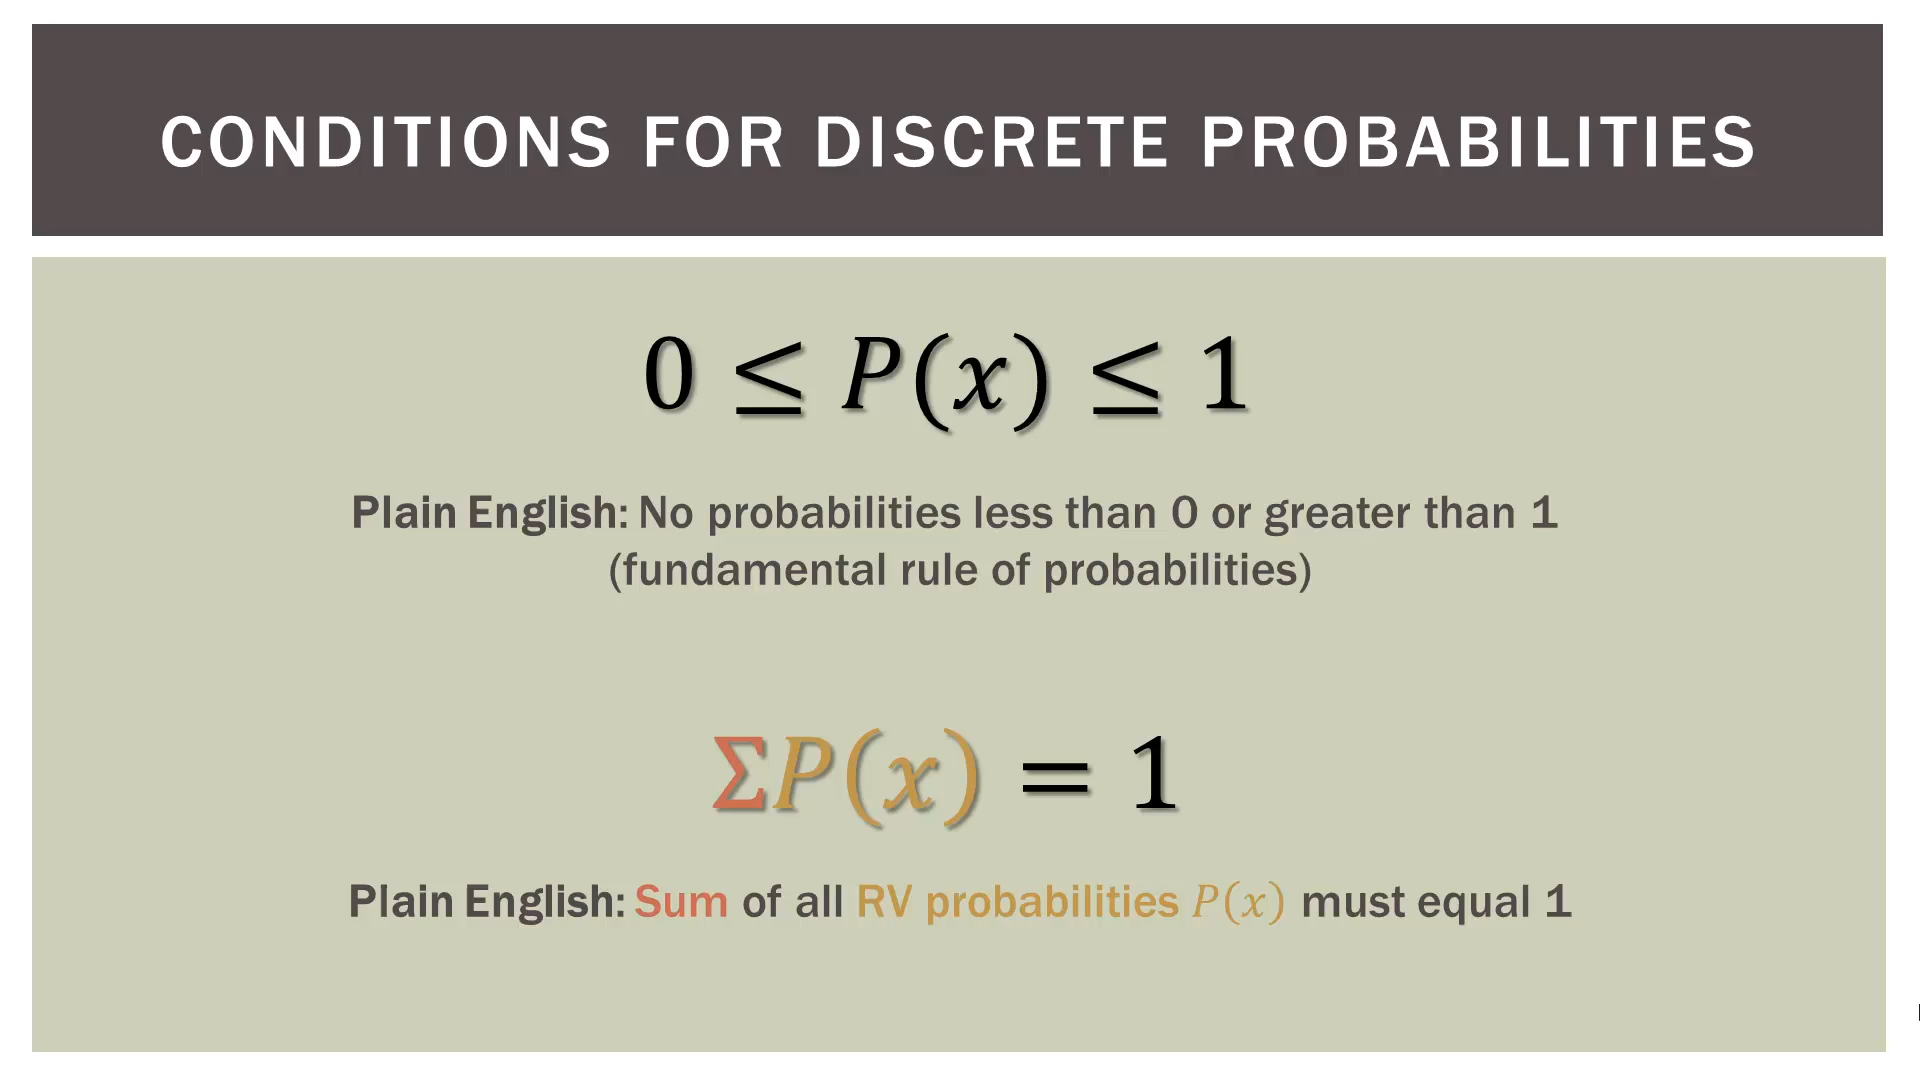 CONDITIONS FOR DISCRETE PROBABILITIES
0 ≤ P(x) ≤ 1
Plain English: No probabilities less than 0 or greater than 1
(fundamental rule of probabilities)
ΣP(x) = 1
Plain English: Sum of all RV probabilities P(x) must equal 1